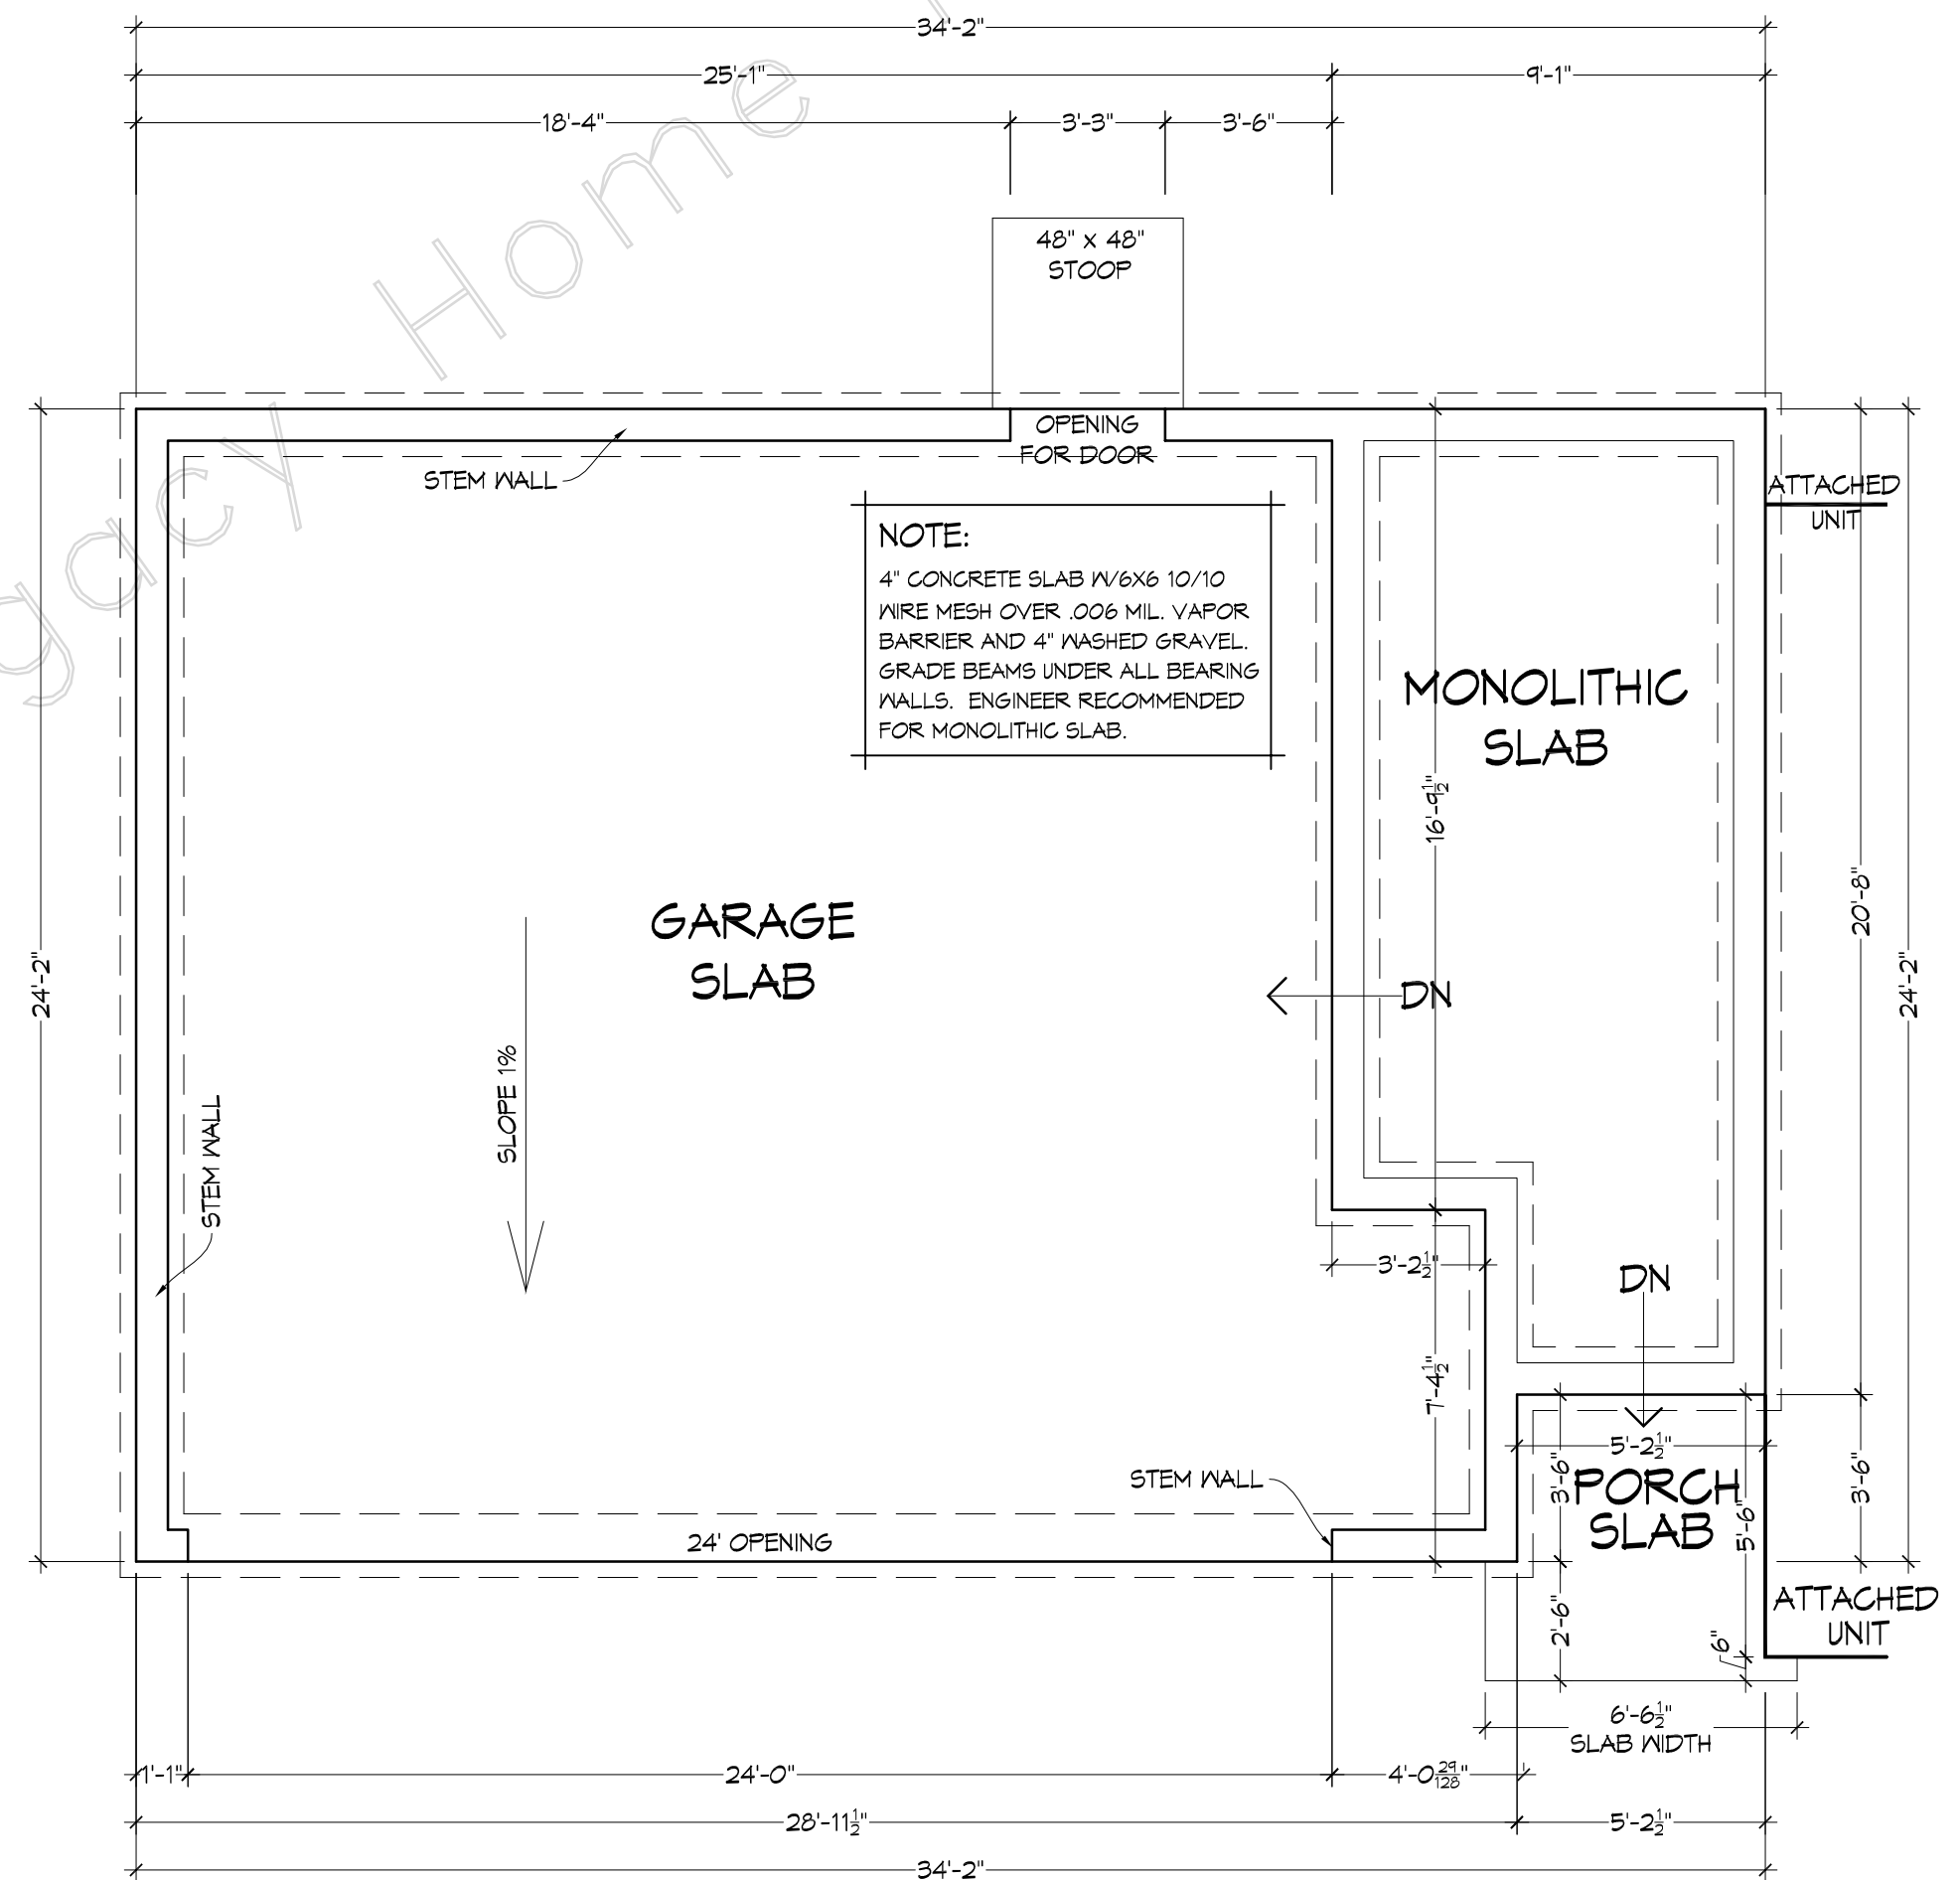 34'-2"
25'-1"
9'-1"
18'-4"
3'-3"
3'-6"
gacy Home
48" x 48"
STOOP
OPENING
FOR DOOR
STEM WALL
ATTACHED
UNIT
NOTE:
4" CONCRETE SLAB W/6X6 10/10
WIRE MESH OVER .006 MIL. VAPOR
BARRIER AND 4" WASHED GRAVEL.
GRADE BEAMS UNDER ALL BEARING
WALLS. ENGINEER RECOMMENDED
FOR MONOLITHIC SLAB.
MONOLITHIC
SLAB
16'-9½"
20'-8"
24'-2"
24'-2"
GARAGE
SLAB
DN
SLOPE 1%
STEM WALL
3'-2½"
DN
7'-4½"
5'-2½"
PORCH
SLAB
3'-6"
5'-6"
3'-6"
STEM WALL
24' OPENING
ATTACHED
UNIT
2'-6"
6"
6'-6½"
SLAB WIDTH
1'-1"
24'-0"
4'-0 29/128"
28'-11½"
5'-2½"
34'-2"